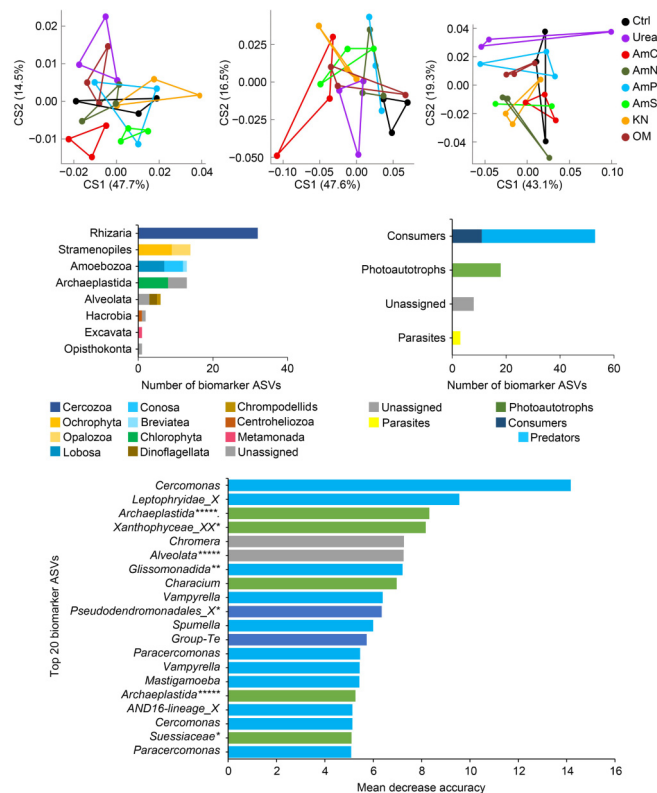 0.02
0.01
0.00
−0.01
CS2 (14.5%)
−0.02 0.00 0.02 0.04
CS1 (47.7%)
0.025
0.000
−0.025
−0.050
CS2 (16.5%)
−0.10 −0.05 0.00 0.05
CS1 (47.6%)
0.04
0.02
0.00
−0.02
−0.04
CS2 (19.3%)
−0.05 0.00 0.05 0.10
CS1 (43.1%)
Ctrl
Urea
AmC
AmN
AmP
AmS
KN
OM
Rhizaria
Stramenopiles
Amoebozoa
Archaeplastida
Alveolata
Hacrobia
Excavata
Opisthokonta
0 20 40
Number of biomarker ASVs
Consumers
Photoautotrophs
Unassigned
Parasites
0 20 40 60
Number of biomarker ASVs
Cercozoa
Ochrophyta
Opalozoa
Lobosa
Conosa
Breviatea
Chlorophyta
Dinoflagellata
Chrompodellids
Centroheliozoa
Metamonada
Unassigned
Unassigned
Parasites
Photoautotrophs
Consumers
Predators
Top 20 biomarker ASVs
Cercomonas
Leptophryidae_X
Archaeplastida*****.
Xanthophyceae_XX*
Chromera
Alveolata*****
Glissomonadida**
Characium
Vampyrella
Pseudodendromonadales_X*
Spumella
Group-Te
Paracercomonas
Vampyrella
Mastigamoeba
Archaeplastida*****
AND16-lineage_X
Cercomonas
Suessiaceae*
Paracercomonas
0 2 4 6 8 10 12 14 16
Mean decrease accuracy